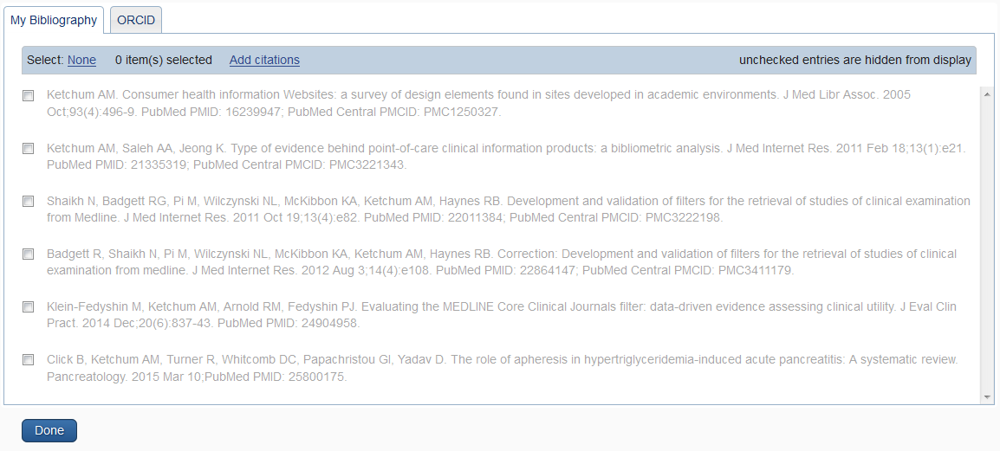 My Bibliography ORCID
Select: None 0 item(s) selected Add citations unchecked entries are hidden from display
Ketchum AM. Consumer health information Websites: a survey of design elements found in sites developed in academic environments. J Med Libr Assoc. 2005
Oct;93(4):496-9. PubMed PMID: 16239947; PubMed Central PMCID: PMC1250327.
Ketchum AM, Saleh AA, Jeong K. Type of evidence behind point-of-care clinical information products: a bibliometric analysis. J Med Internet Res. 2011 Feb 18;13(1):e21.
PubMed PMID: 21335319; PubMed Central PMCID: PMC3221343.
Shaikh N, Badgett RG, Pi M, Wilczynski NL, McKibbon KA, Ketchum AM, Haynes RB. Development and validation of filters for the retrieval of studies of clinical examination
from Medline. J Med Internet Res. 2011 Oct 19;13(4):e82. PubMed PMID: 22011384; PubMed Central PMCID: PMC3222198.
Badgett R, Shaikh N, Pi M, Wilczynski NL, McKibbon KA, Ketchum AM, Haynes RB. Correction: Development and validation of filters for the retrieval of studies of clinical
examination from medline. J Med Internet Res. 2012 Aug 3;14(4):e108. PubMed PMID: 22864147; PubMed Central PMCID: PMC3411179.
Klein-Fedyshin M, Ketchum AM, Arnold RM, Fedyshin PJ. Evaluating the MEDLINE Core Clinical Journals filter: data-driven evidence assessing clinical utility. J Eval Clin
Pract. 2014 Dec;20(6):837-43. PubMed PMID: 24904958.
Click B, Ketchum AM, Turner R, Whitcomb DC, Papachristou GI, Yadav D. The role of apheresis in hypertriglyceridemia-induced acute pancreatitis: A systematic review.
Pancreatology. 2015 Mar 10;PubMed PMID: 25800175.
Done